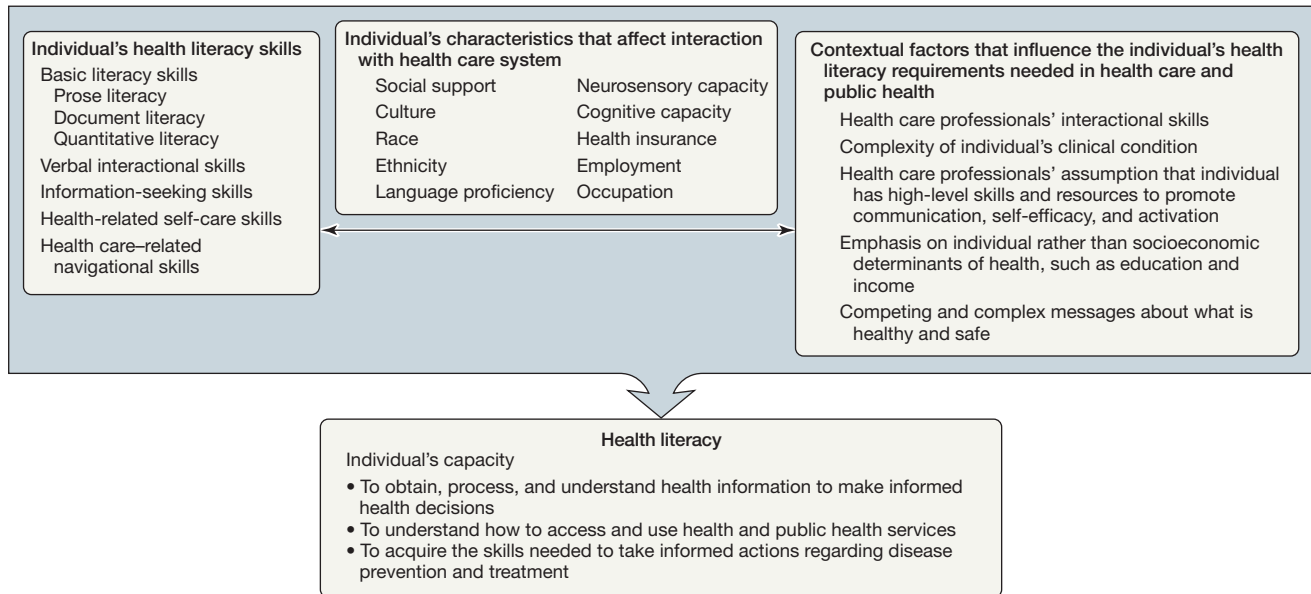 Individual’s health literacy skills
Basic literacy skills
Prose literacy
Document literacy
Quantitative literacy
Verbal interactional skills
Information-seeking skills
Health-related self-care skills
Health care–related
navigational skills
Individual’s characteristics that affect interaction
with health care system
Social support
Culture
Race
Ethnicity
Language proficiency
Neurosensory capacity
Cognitive capacity
Health insurance
Employment
Occupation
Contextual factors that influence the individual’s health
literacy requirements needed in health care and
public health
Health care professionals’ interactional skills
Complexity of individual’s clinical condition
Health care professionals’ assumption that individual
has high-level skills and resources to promote
communication, self-efficacy, and activation
Emphasis on individual rather than socioeconomic
determinants of health, such as education and
income
Competing and complex messages about what is
healthy and safe
Health literacy
Individual’s capacity
• To obtain, process, and understand health information to make informed
health decisions
• To understand how to access and use health and public health services
• To acquire the skills needed to take informed actions regarding disease
prevention and treatment